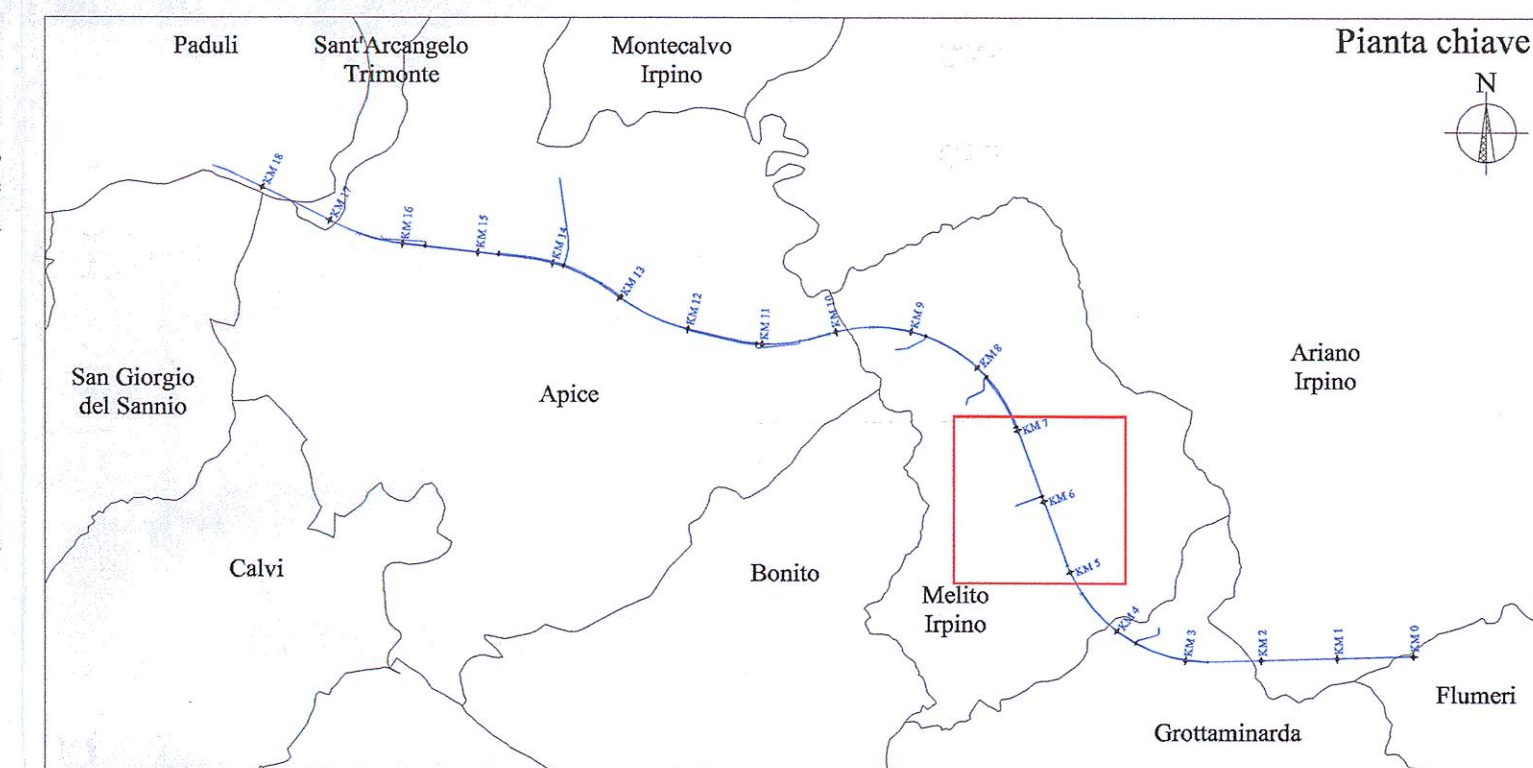 Pianta chiave
N
Paduli
Sant'Arcangelo
Trimonte
Montecalvo
Irpino
KM 18
KM 17
KM 16
KM 15
KM 14
KM 13
KM 12
KM 11
KM 10
KM 9
KM 8
KM 7
KM 6
KM 5
KM 4
KM 3
KM 2
KM 1
KM 0
Ariano
Irpino
San Giorgio
del Sannio
Apice
Calvi
Bonito
Melito
Irpino
Flumeri
Grottaminarda